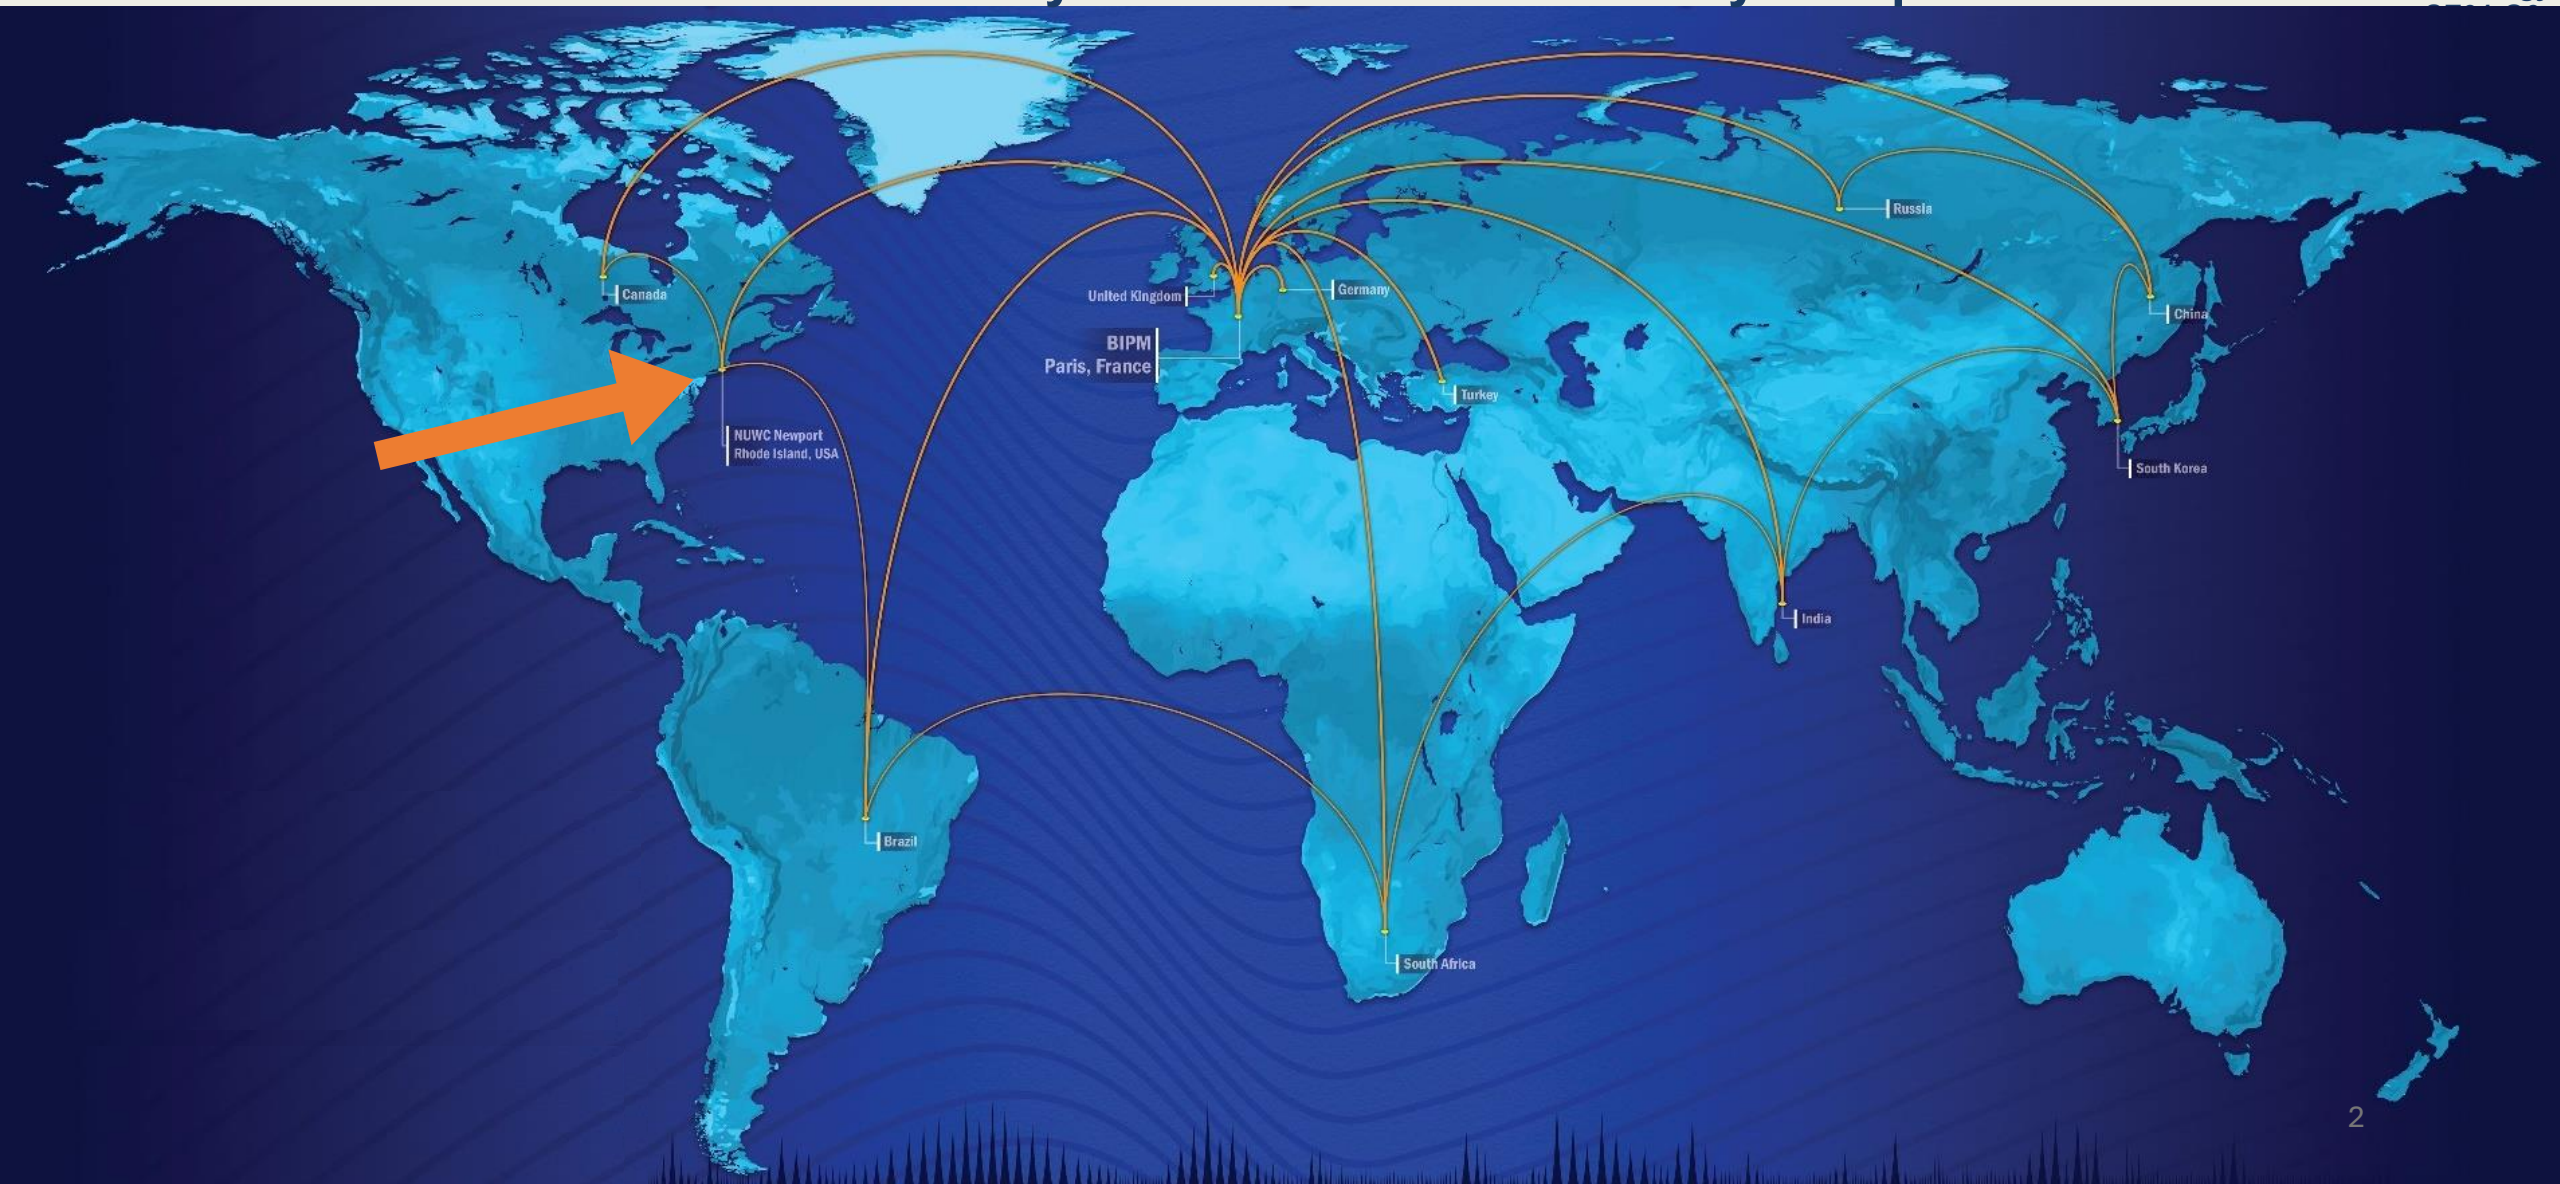 Russia
Canada
United Kingdom
Germany
China
BIPM
Paris, France
Turkey
NUWC Newport
Rhode Island, USA
South Korea
India
Brazil
South Africa
2